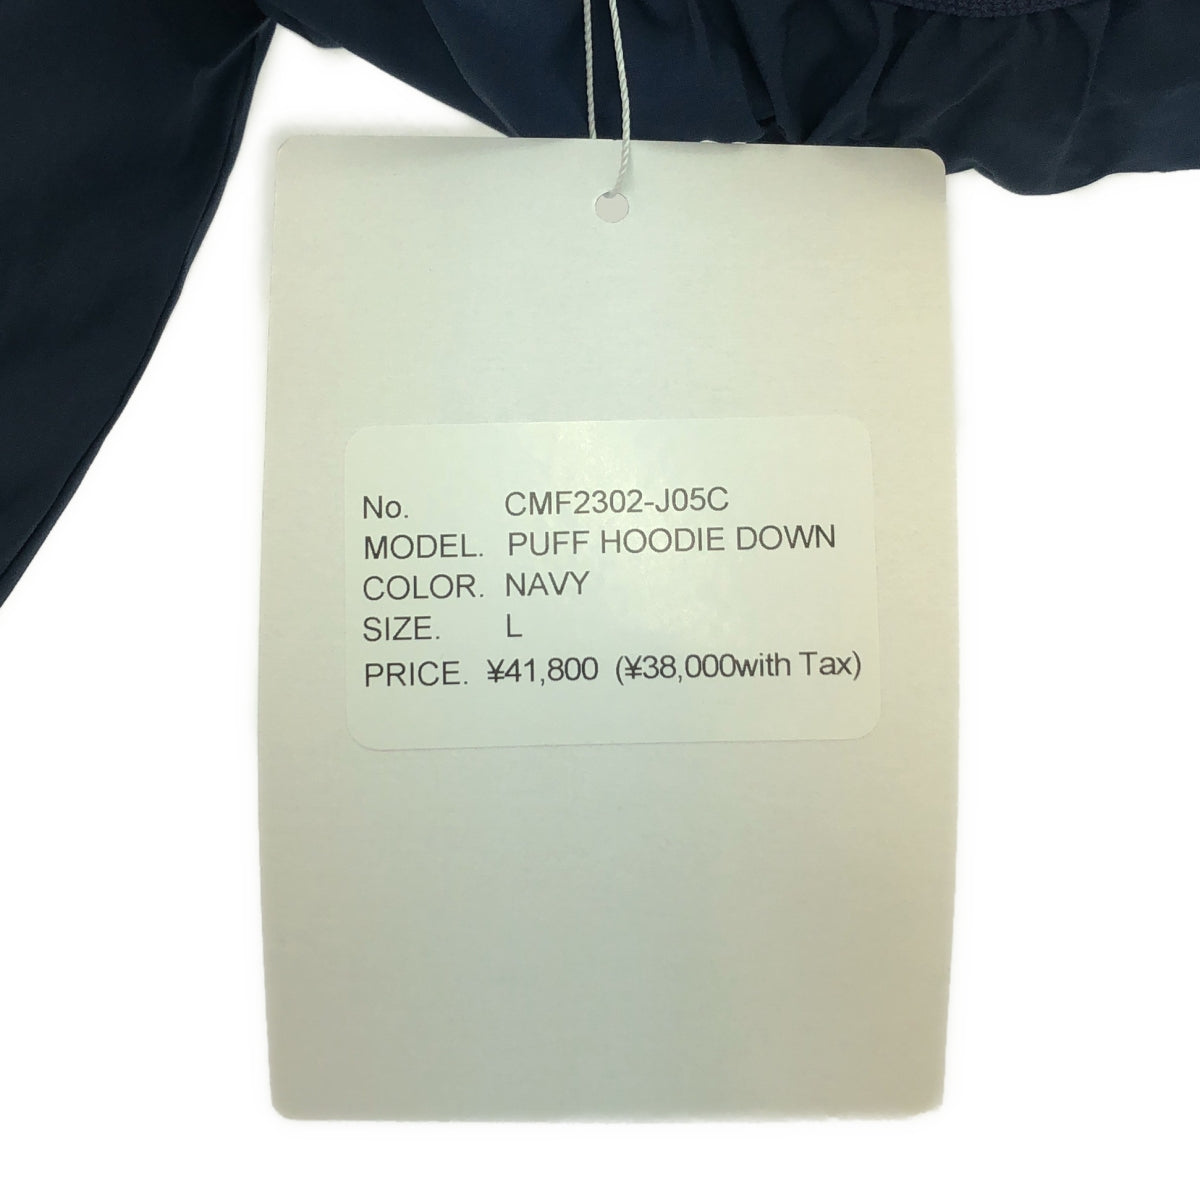 No. CMF2302-J05C
MODEL. PUFF HOODIE DOWN
COLOR. NAVY
SIZE. L
PRICE. ¥41,800 (¥38,000with Tax)